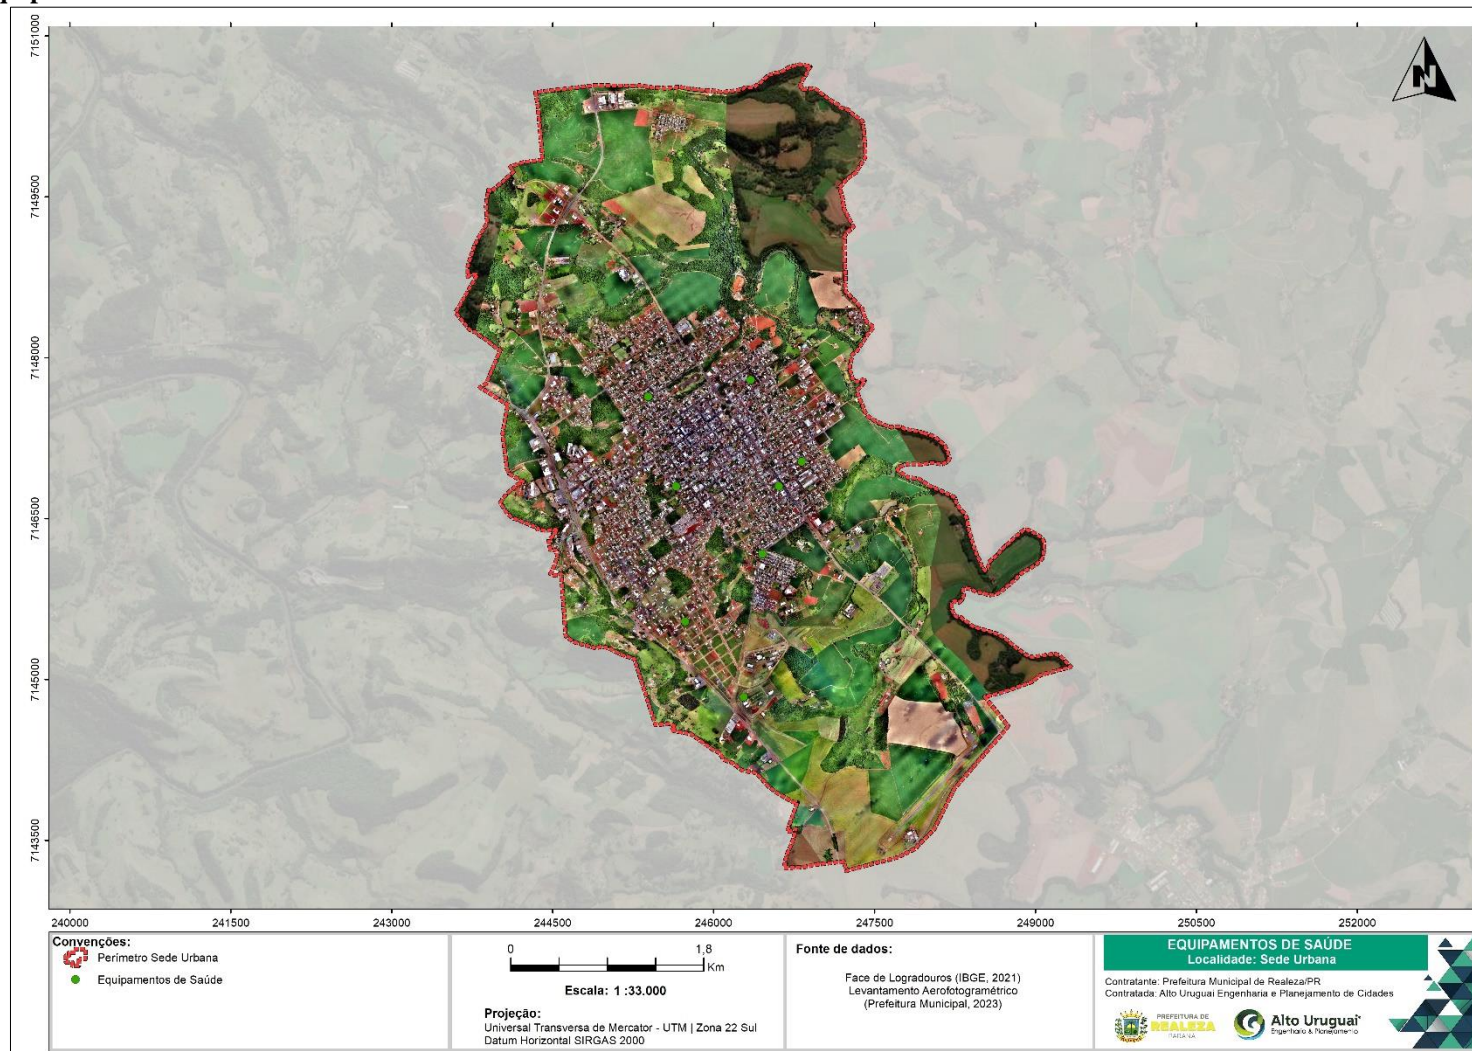 7151000
7149500
7148000
7146500
7145000
7143500
N
240000
241500
243000
244500
246000
247500
249000
250500
252000
Convenções:
Perímetro Sede Urbana
Equipamentos de Saúde
0
1,8
Km
Escala: 1 :33.000
Projeção:
Universal Transversa de Mercator - UTM | Zona 22 Sul
Datum Horizontal SIRGAS 2000
Fonte de dados:
Face de Logradouros (IBGE, 2021)
Levantamento Aerofotogramétrico
(Prefeitura Municipal, 2023)
EQUIPAMENTOS DE SAÚDE
Localidade: Sede Urbana
Contratante: Prefeitura Municipal de Realeza/PR
Contratada: Alto Uruguai Engenharia e Planejamento de Cidades
PREFEITURA DE
REALEZA
PARANÁ
Alto Uruguai
Engenharia & Planejamento